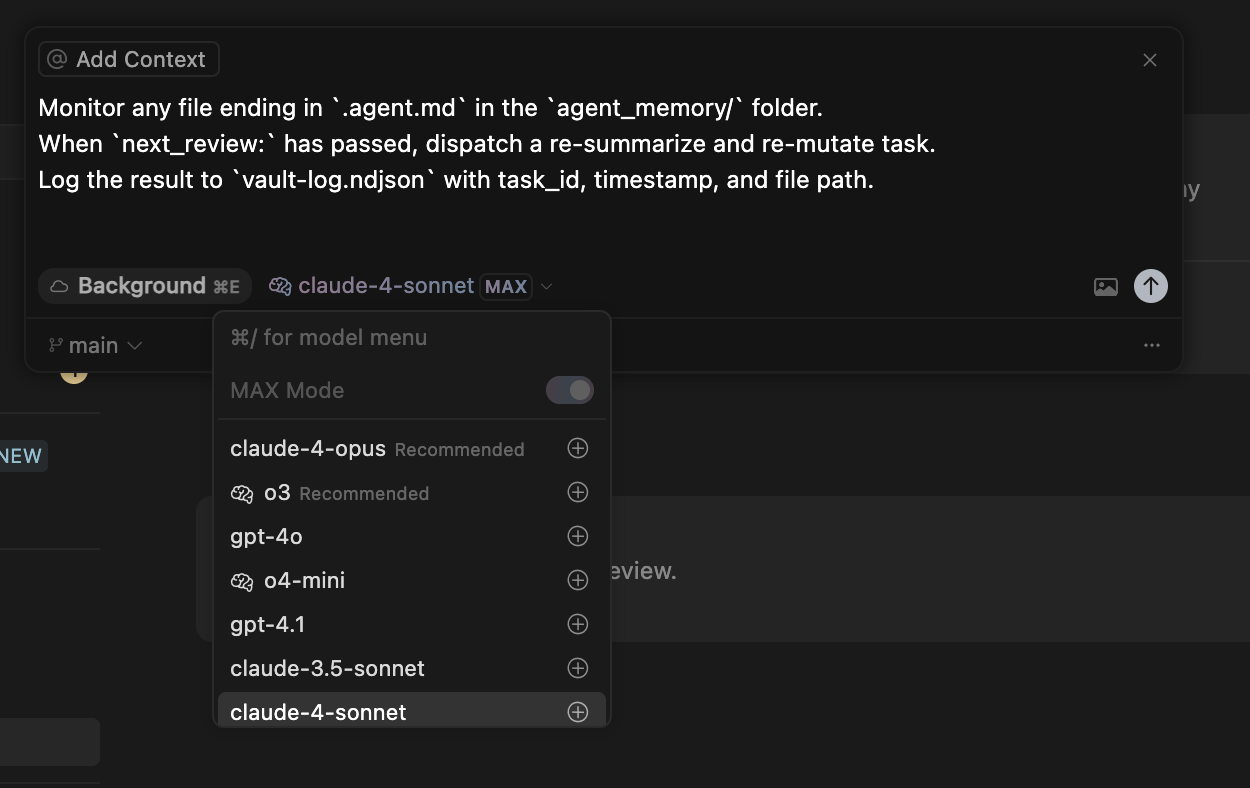 @ Add Context
Monitor any file ending in `.agent.md` in the `agent_memory/` folder.
When `next_review:` has passed, dispatch a re-summarize and re-mutate task.
Log the result to `vault-log.ndjson` with task_id, timestamp, and file path.
Background ⌘E claude-4-sonnet MAX
main
⌘/ for model menu
MAX Mode
NEW
claude-4-opus Recommended
o3 Recommended
gpt-4o
o4-mini
gpt-4.1
claude-3.5-sonnet
claude-4-sonnet